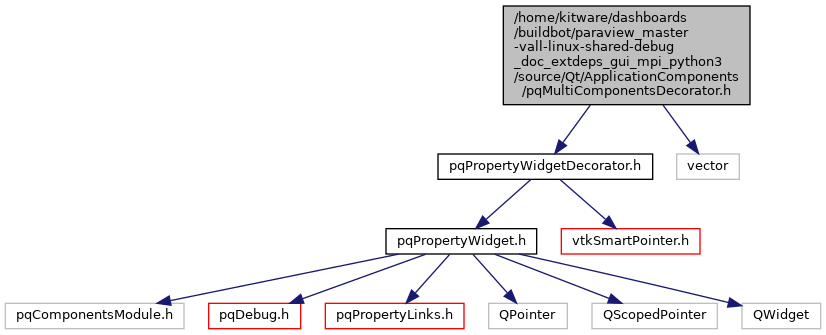 /home/kitware/dashboards
/buildbot/paraview_master
-vall-linux-shared-debug
_doc_extdeps_gui_mpi_python3
/source/Qt/ApplicationComponents
/pqMultiComponentsDecorator.h
pqPropertyWidgetDecorator.h
vector
pqPropertyWidget.h
vtkSmartPointer.h
pqComponentsModule.h
pqDebug.h
pqPropertyLinks.h
QPointer
QScopedPointer
QWidget